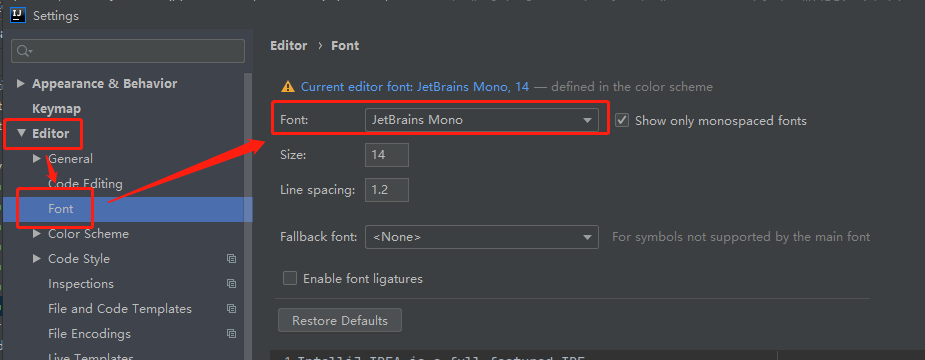 IJ Settings
Editor › Font
Appearance & Behavior
Keymap
Editor
General
Code Editing
Font
Color Scheme
Code Style
Inspections
File and Code Templates
File Encodings
Live Templates
Current editor font: JetBrains Mono, 14 — defined in the color scheme
Font: JetBrains Mono Show only monospaced fonts
Size: 14
Line spacing: 1.2
Fallback font: <None> For symbols not supported by the main font
Enable font ligatures
Restore Defaults
1 IntelliJ IDEA is a full-featured IDE